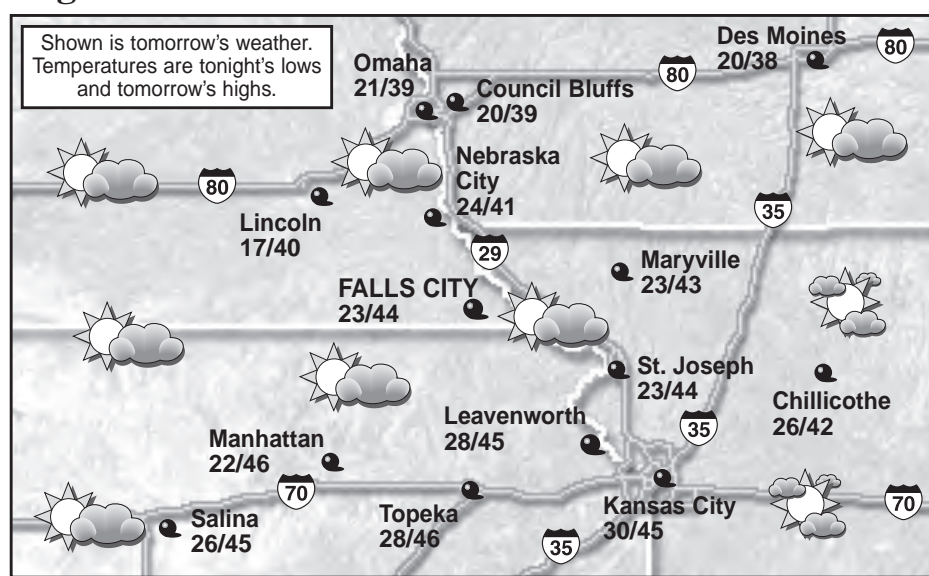 Shown is tomorrow's weather.
Temperatures are tonight's lows
and tomorrow's highs.
Des Moines
20/38
80
Omaha
21/39
80
Council Bluffs
20/39
Nebraska
City
24/41
80
Lincoln
17/40
35
29
Maryville
23/43
FALLS CITY
23/44
St. Joseph
23/44
Chillicothe
26/42
Leavenworth
28/45
35
Manhattan
22/46
70
Topeka
28/46
Kansas City
30/45
70
Salina
26/45
35